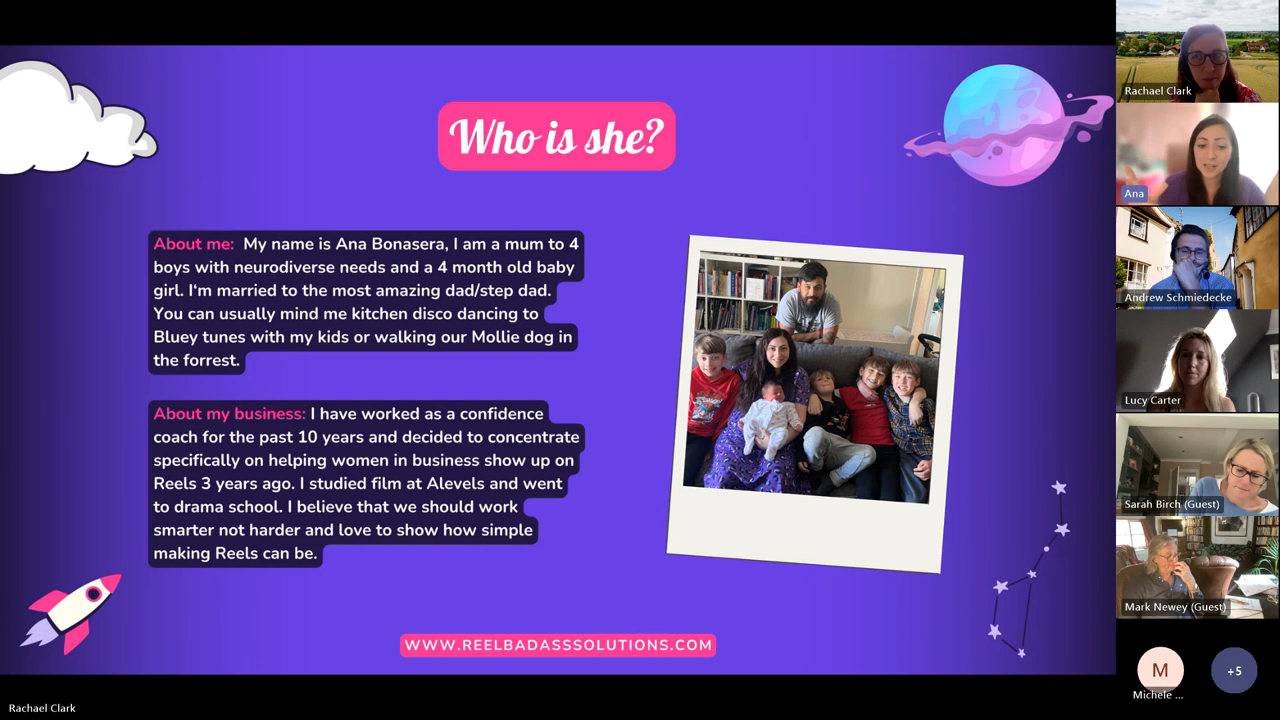 Who is she?
About me: My name is Ana Bonasera, I am a mum to 4
boys with neurodiverse needs and a 4 month old baby
girl. I'm married to the most amazing dad/step dad.
You can usually mind me kitchen disco dancing to
Bluey tunes with my kids or walking our Mollie dog in
the forrest.
About my business: I have worked as a confidence
coach for the past 10 years and decided to concentrate
specifically on helping women in business show up on
Reels 3 years ago. I studied film at Alevels and went
to drama school. I believe that we should work
smarter not harder and love to show how simple
making Reels can be.
WWW.REELBADASSSOLUTIONS.COM
Rachael Clark
Rachael Clark
Ana
Andrew Schmiedecke
Lucy Carter
Sarah Birch (Guest)
Mark Newey (Guest)
M
Michele ...
+5